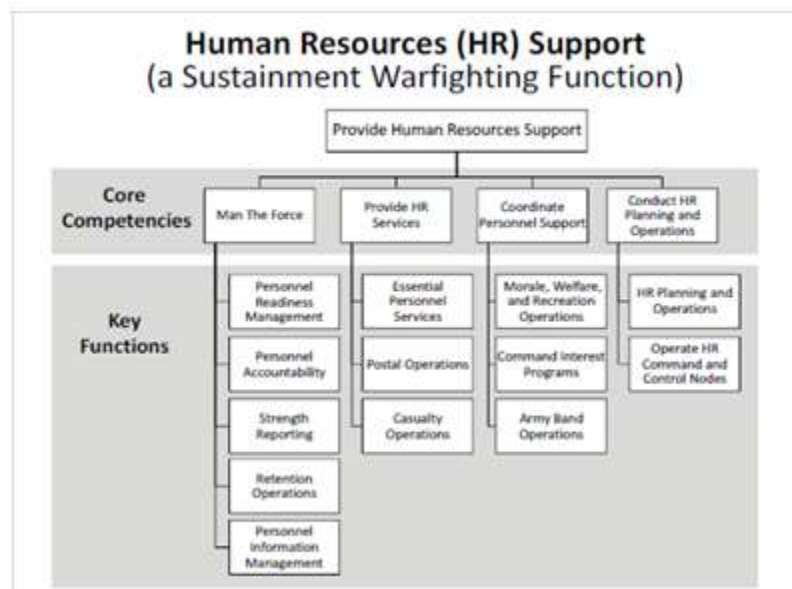 Human Resources (HR) Support
(a Sustainment Warfighting Function)
Provide Human Resources Support
Core
Competencies
Man The Force
Provide HR
Services
Coordinate
Personnel Support
Conduct HR
Planning and
Operations
Key
Functions
Personnel
Readiness
Management
Personnel
Accountability
Strength
Reporting
Retention
Operations
Personnel
Information
Management
Essential
Personnel
Services
Postal Operations
Casualty
Operations
Morale, Welfare,
and Recreation
Operations
Command Interest
Programs
Army Band
Operations
HR Planning and
Operations
Operate HR
Command and
Control Nodes